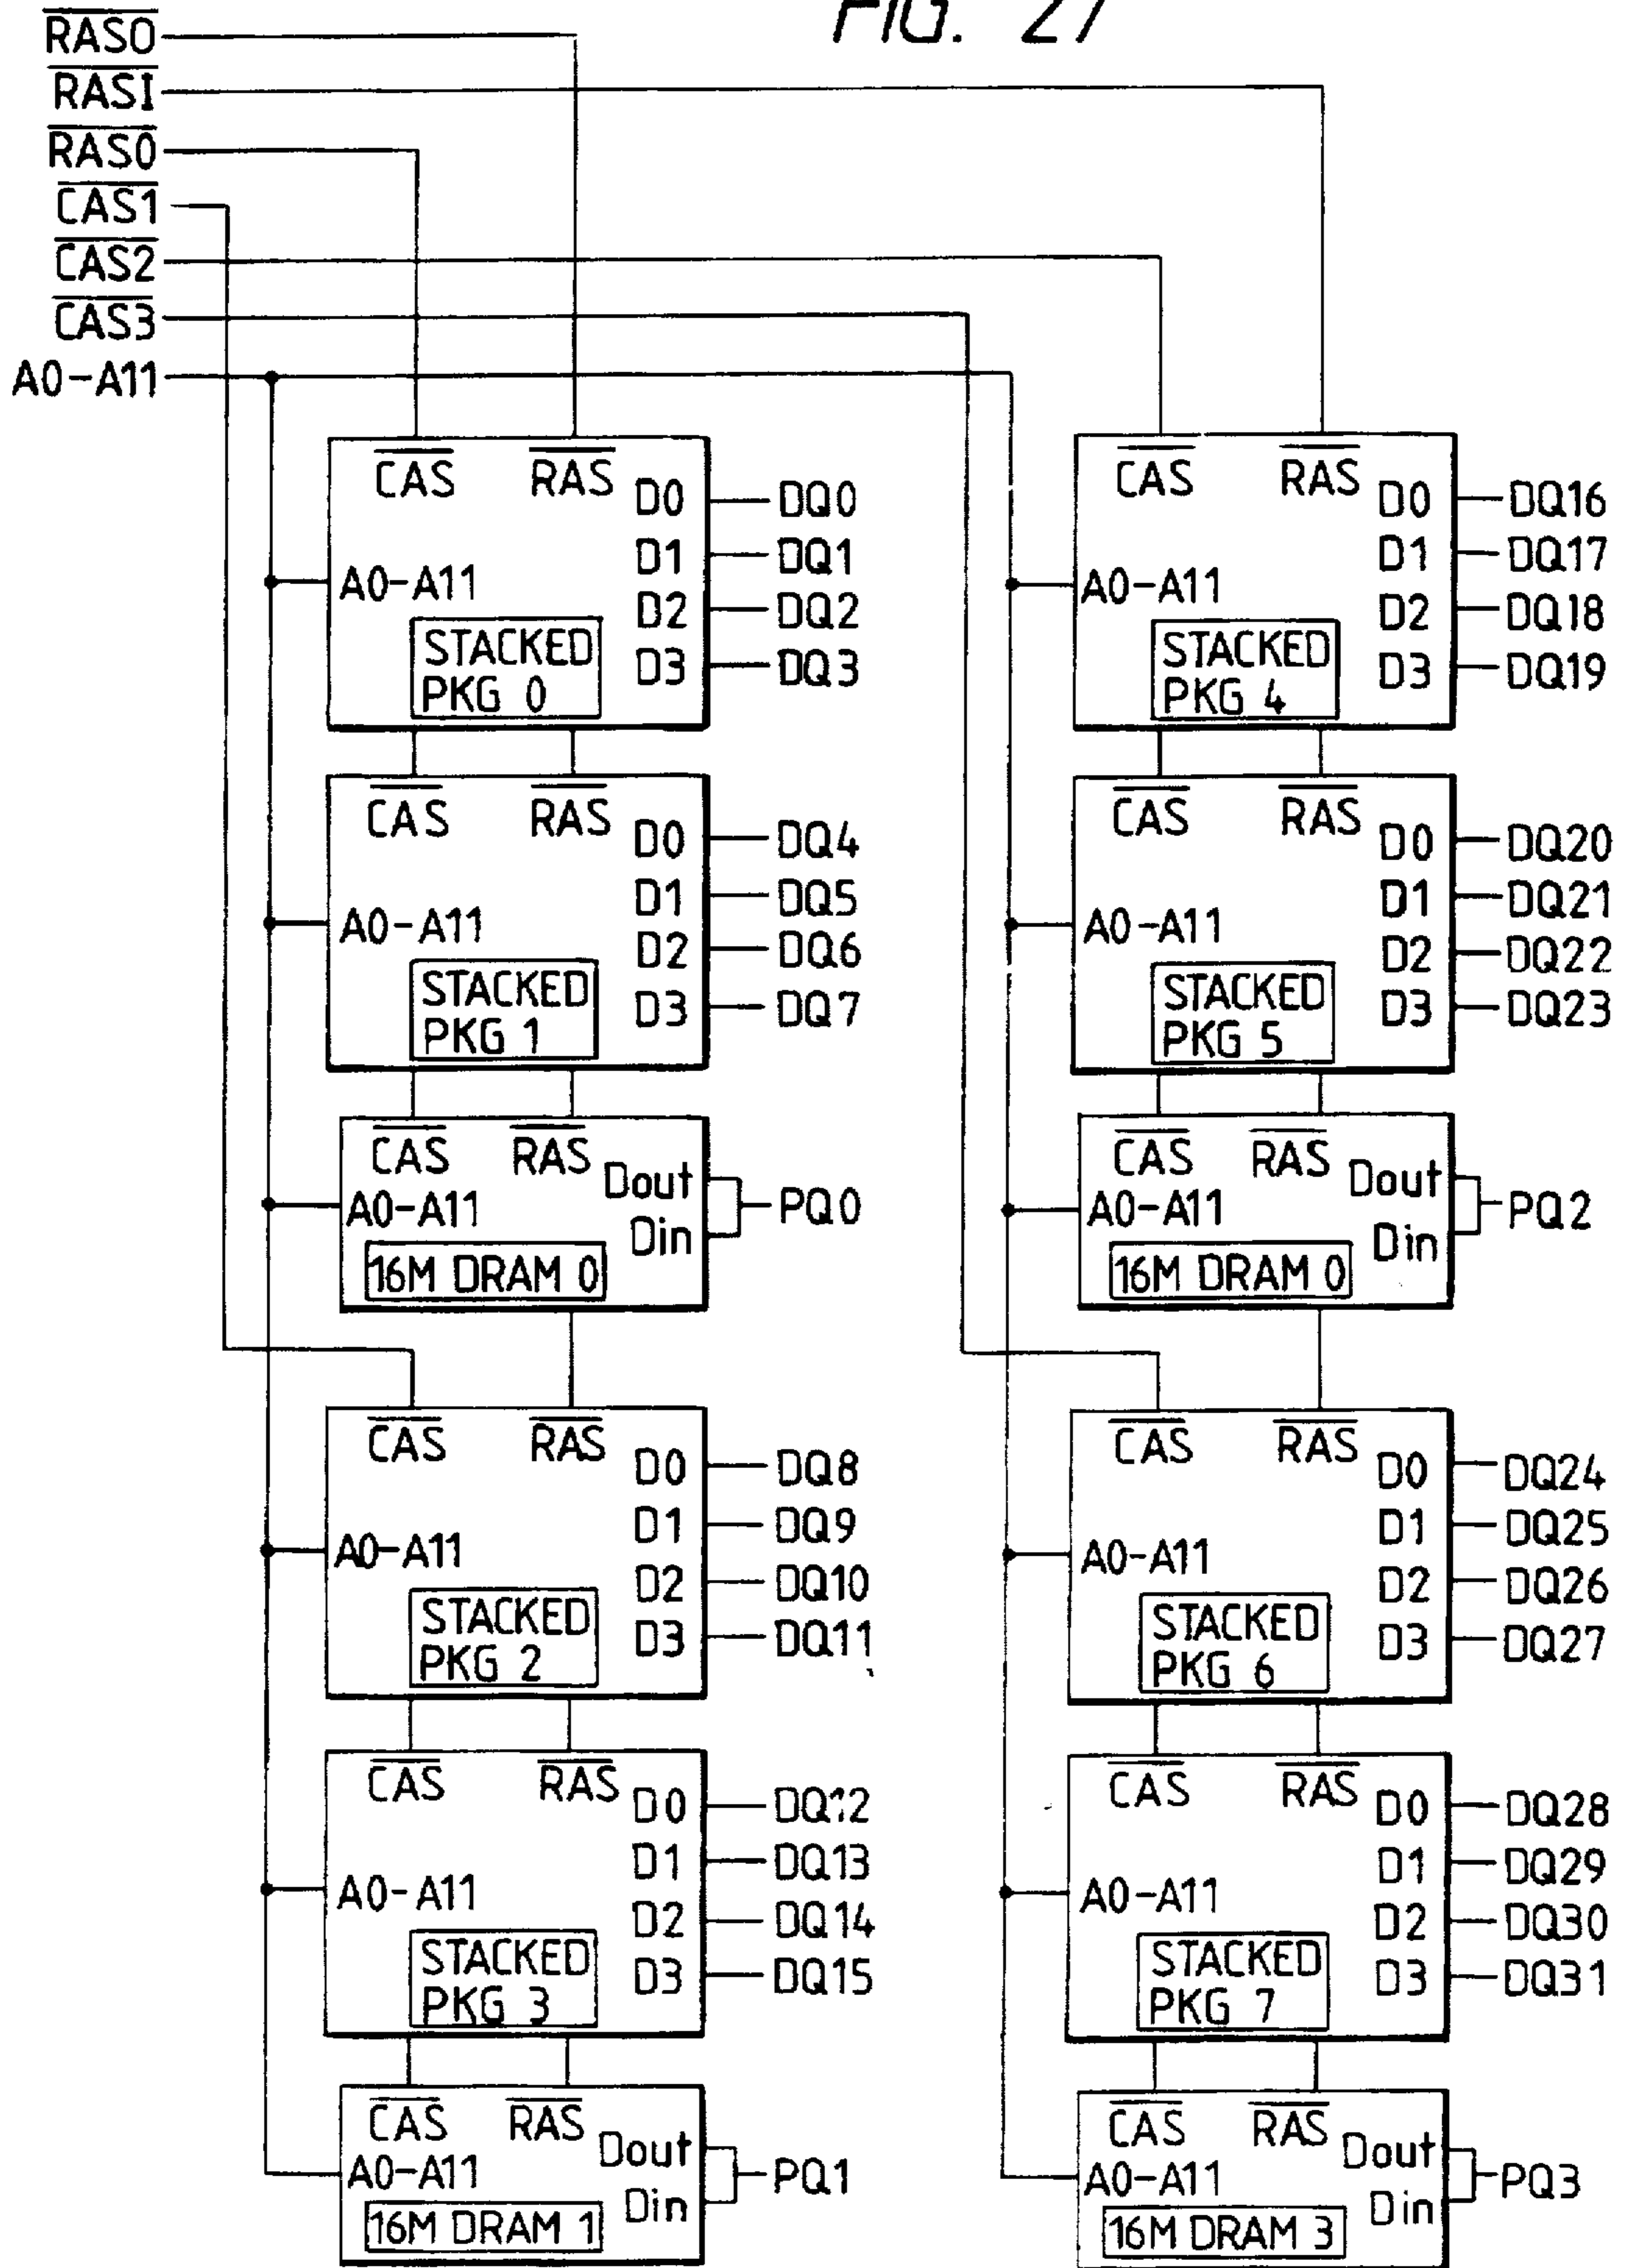 FIG. 27
RAS0
RASI
RAS0
CAS1
CAS2
CAS3
A0-A11
CAS RAS
D0 DQ0
D1 DQ1
A0-A11
D2 DQ2
STACKED
PKG 0
D3 DQ3
CAS RAS
D0 DQ4
D1 DQ5
A0-A11
D2 DQ6
STACKED
PKG 1
D3 DQ7
CAS RAS
Dout
A0-A11
PQ0
Din
16M DRAM 0
CAS RAS
D0 DQ8
D1 DQ9
A0-A11
D2 DQ10
STACKED
PKG 2
D3 DQ11
CAS RAS
D0 DQ12
D1 DQ13
A0-A11
D2 DQ14
STACKED
PKG 3
D3 DQ15
CAS RAS
Dout
A0-A11
PQ1
Din
16M DRAM 1
CAS RAS
D0 DQ16
D1 DQ17
A0-A11
D2 DQ18
STACKED
PKG 4
D3 DQ19
CAS RAS
D0 DQ20
D1 DQ21
A0-A11
D2 DQ22
STACKED
PKG 5
D3 DQ23
CAS RAS
Dout
A0-A11
PQ2
Din
16M DRAM 0
CAS RAS
D0 DQ24
D1 DQ25
A0-A11
D2 DQ26
STACKED
PKG 6
D3 DQ27
CAS RAS
D0 DQ28
D1 DQ29
A0-A11
D2 DQ30
STACKED
PKG 7
D3 DQ31
CAS RAS
Dout
A0-A11
PQ3
Din
16M DRAM 3